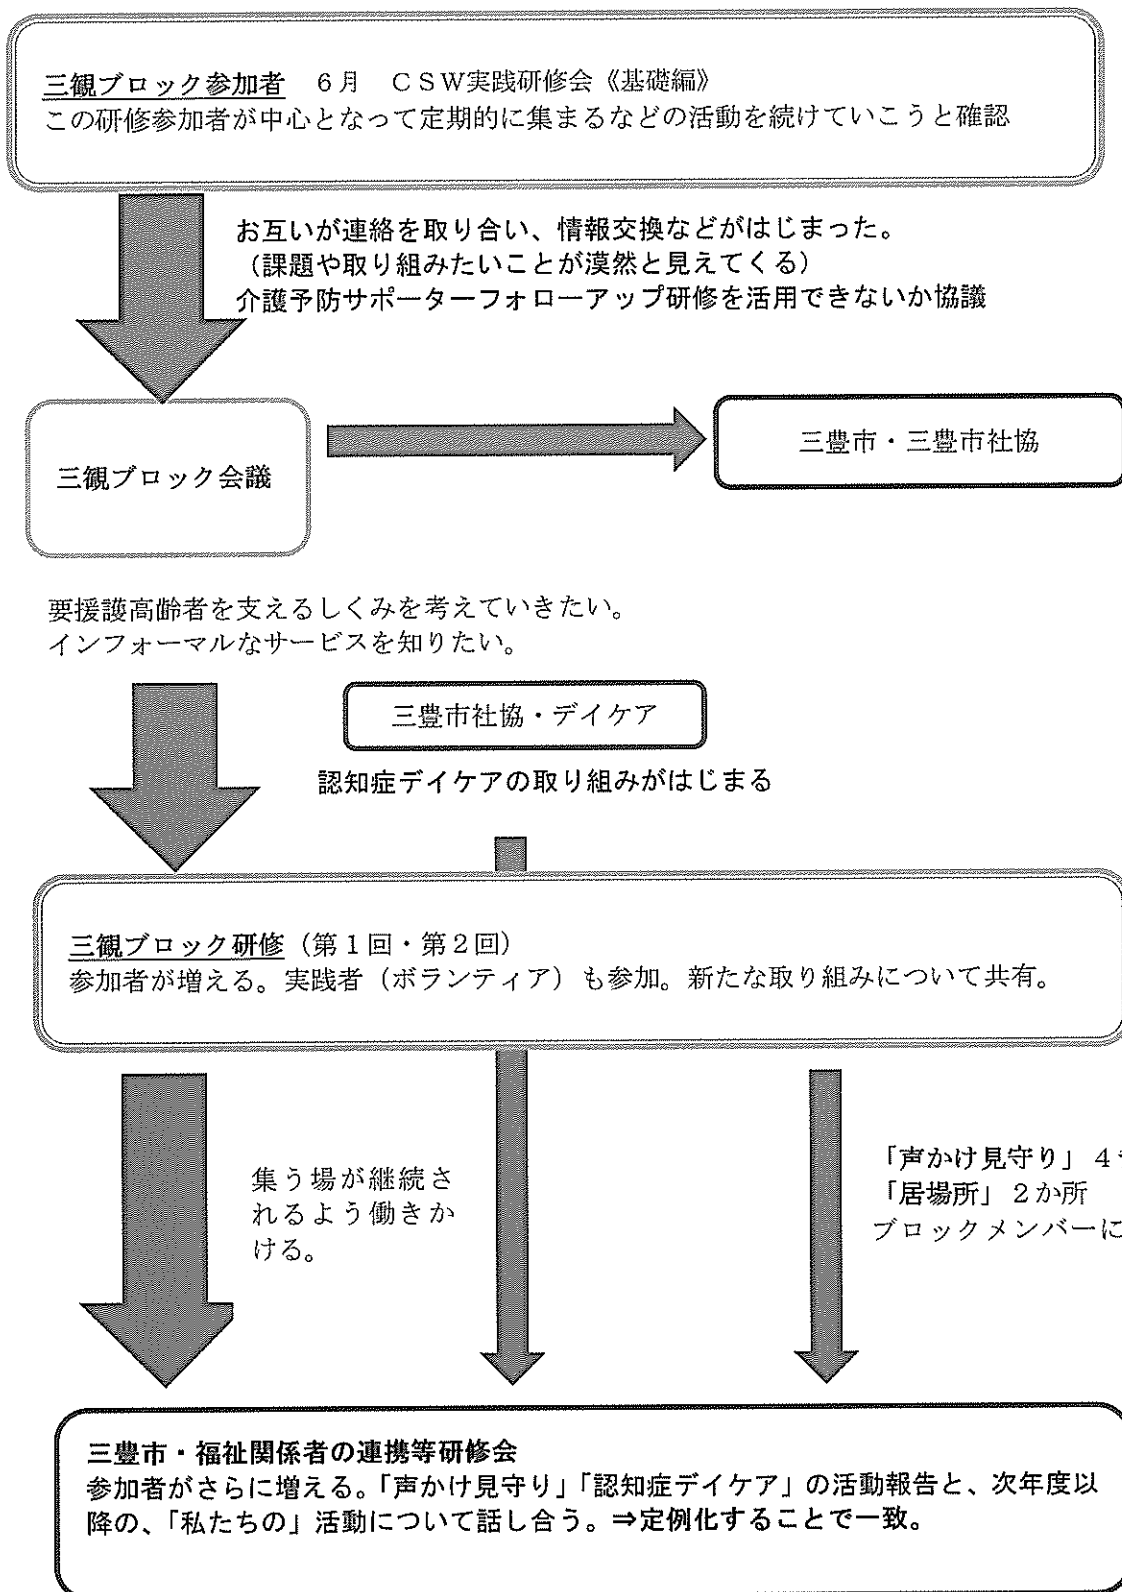 三観ブロック参加者　６月　ＣＳＷ実践研修会《基礎編》
この研修参加者が中心となって定期的に集まるなどの活動を続けていこうと確認
お互いが連絡を取り合い、情報交換などがはじまった。
（課題や取り組みたいことが漠然と見えてくる）
介護予防サポーターフォローアップ研修を活用できないか協議
三観ブロック会議
三豊市・三豊市社協
要援護高齢者を支えるしくみを考えていきたい。
インフォーマルなサービスを知りたい。
三豊市社協・デイケア
認知症デイケアの取り組みがはじまる
三観ブロック研修（第１回・第２回）
参加者が増える。実践者（ボランティア）も参加。新たな取り組みについて共有。
集う場が継続さ
れるよう働きか
ける。
「声かけ見守り」４
「居場所」２か所
ブロックメンバーに
三豊市・福祉関係者の連携等研修会
参加者がさらに増える。「声かけ見守り」「認知症デイケア」の活動報告と、次年度以
降の、「私たちの」活動について話し合う。⇒定例化することで一致。